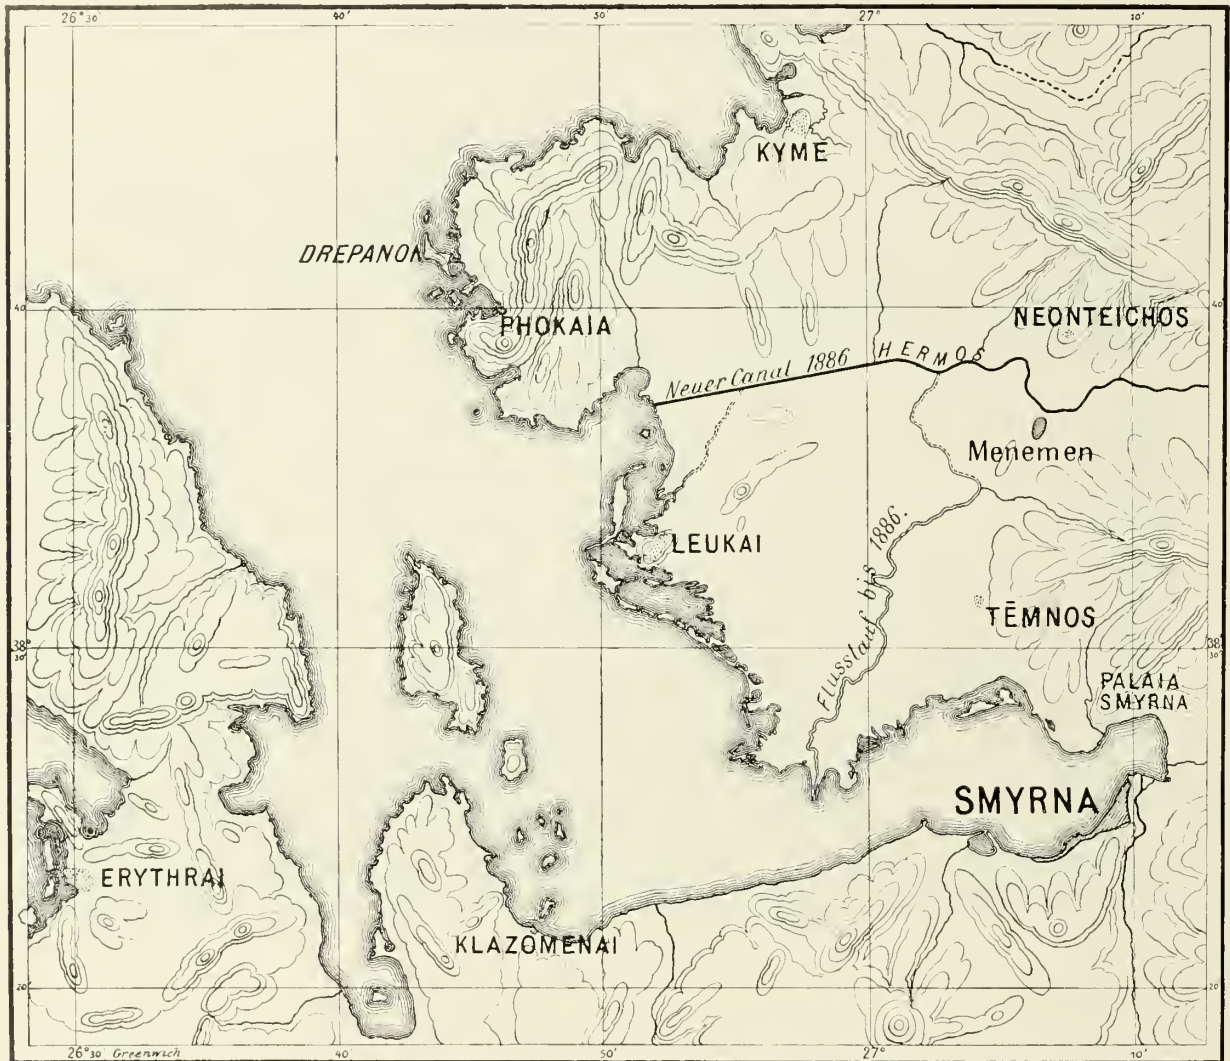 26°30'
40'
50'
27°
10'
KYME
DREPANON
40'
40'
PHOKAIA
NEONTEICHOS
Neuer Canal 1886
HERMOS
Menemen
LEUKAI
Flusslauf bis 1886.
TĒMNOS
38°
30'
38°
30'
PALAIA
SMYRNA
SMYRNA
ERYTHRAI
KLAZOMENAI
20'
20'
26°30' Greenwich
40'
50'
27°
10'